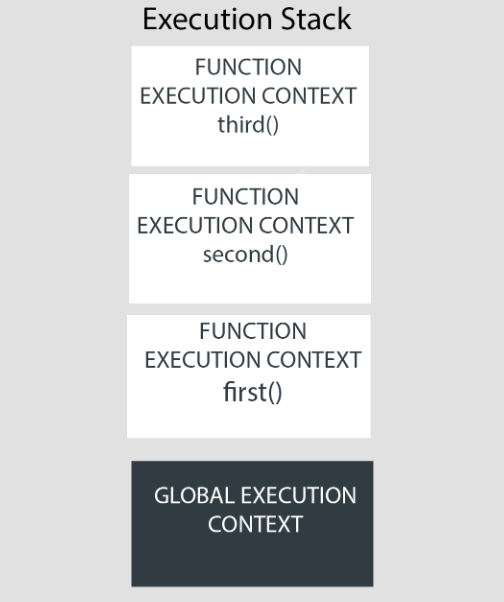 Execution Stack
FUNCTION
EXECUTION CONTEXT
third()
FUNCTION
EXECUTION CONTEXT
second()
FUNCTION
EXECUTION CONTEXT
first()
GLOBAL EXECUTION
CONTEXT